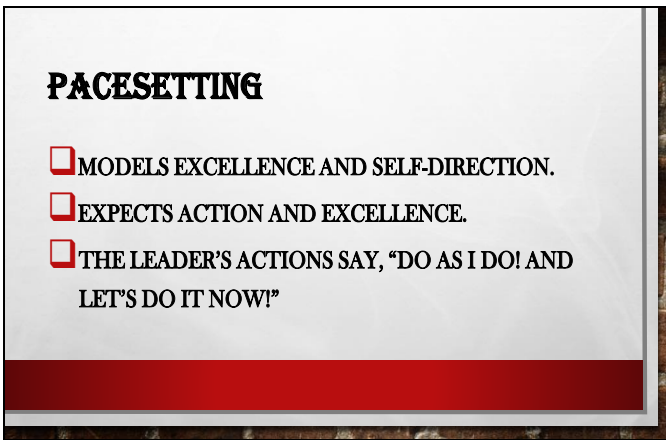 PACESETTING
MODELS EXCELLENCE AND SELF-DIRECTION.
EXPECTS ACTION AND EXCELLENCE.
THE LEADER’S ACTIONS SAY, “DO AS I DO! AND
LET’S DO IT NOW!”